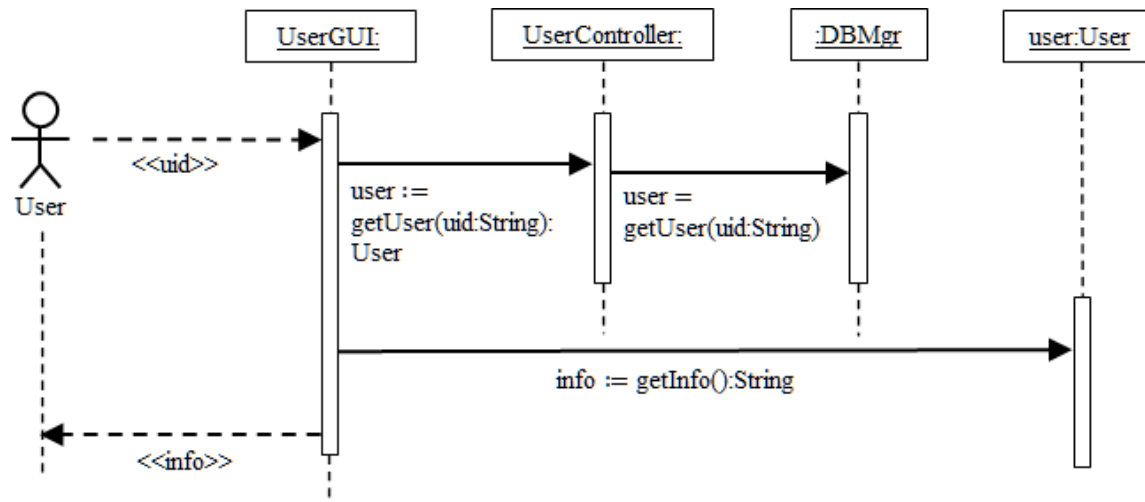 UserGUI:
UserController:
:DBMgr
user:User
<<uid>>
User
user :=
getUser(uid:String):
User
user =
getUser(uid:String)
info := getInfo():String
<<info>>